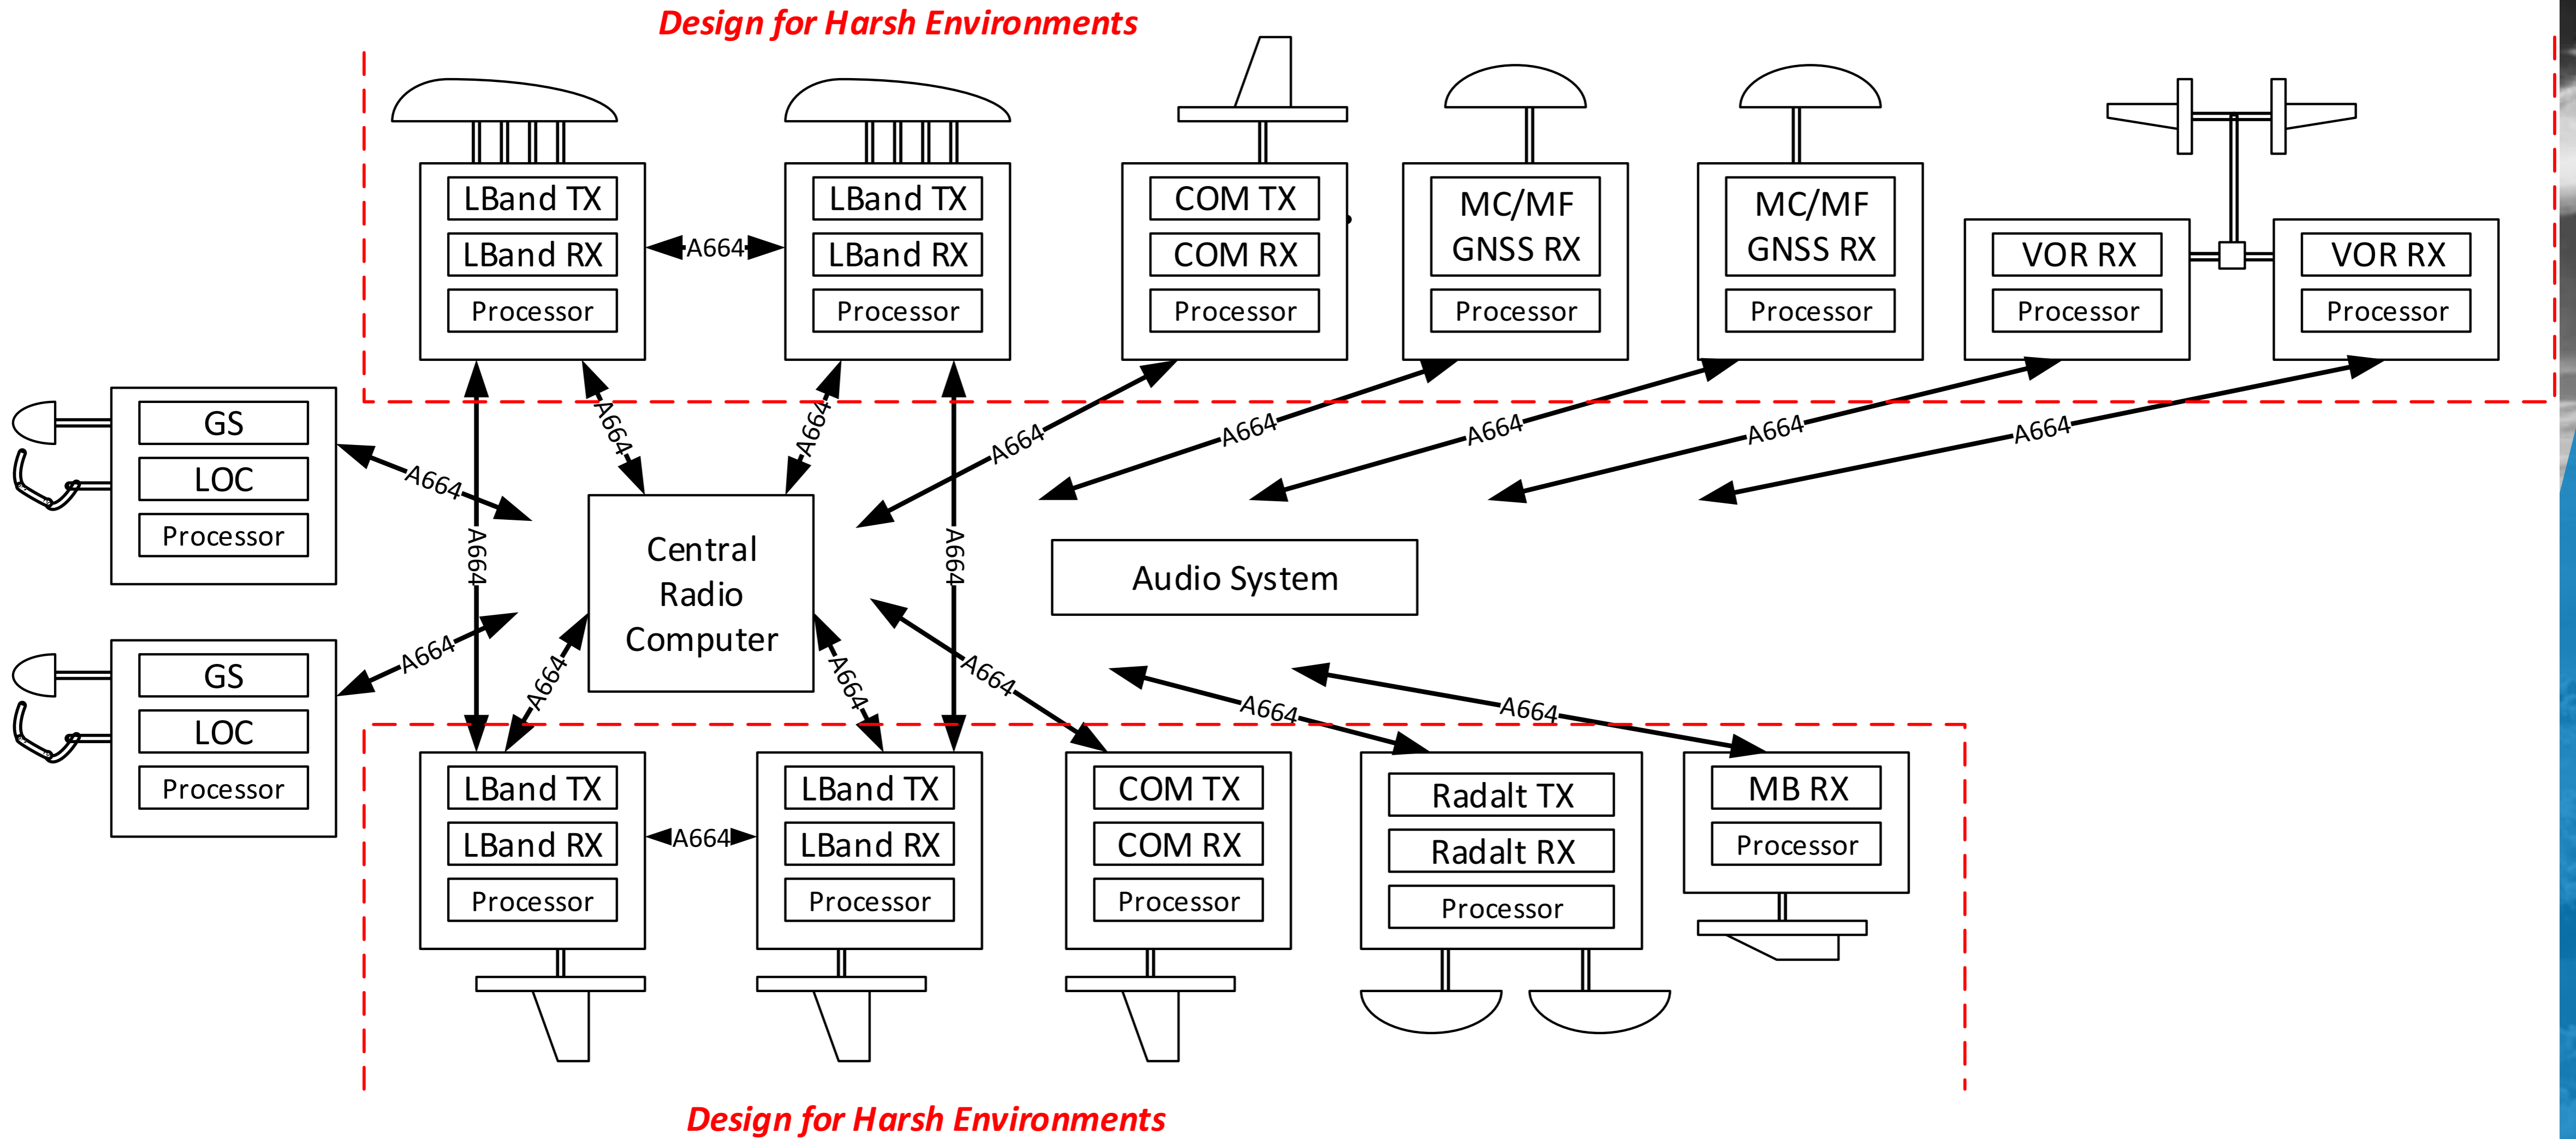 Design for Harsh Environments
LBand TX
LBand RX
Processor
A664
LBand TX
LBand RX
Processor
COM TX
COM RX
Processor
MC/MF
GNSS RX
Processor
MC/MF
GNSS RX
Processor
VOR RX
Processor
VOR RX
Processor
GS
LOC
Processor
A664
A664
A664
A664
A664
A664
A664
A664
A664
A664
Central
Radio
Computer
Audio System
GS
LOC
Processor
A664
A664
A664
A664
A664
A664
LBand TX
LBand RX
Processor
A664
LBand TX
LBand RX
Processor
COM TX
COM RX
Processor
Radalt TX
Radalt RX
Processor
MB RX
Processor
Design for Harsh Environments